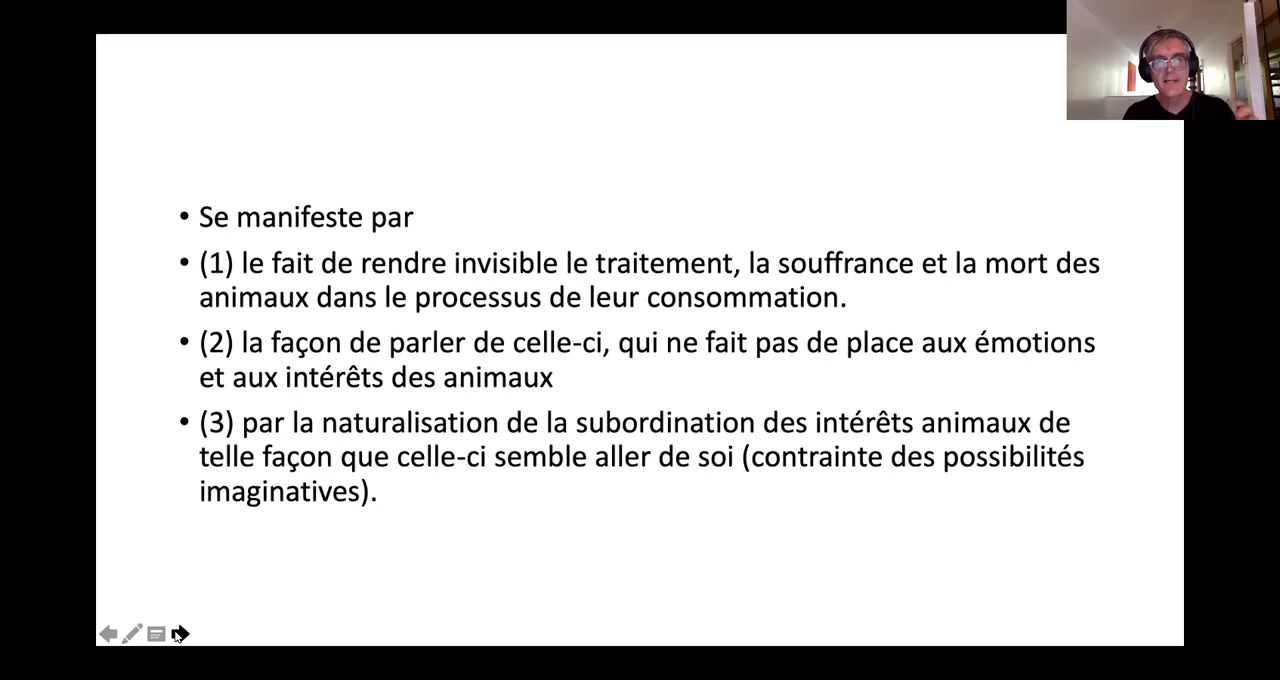 • Se manifeste par
• (1) le fait de rendre invisible le traitement, la souffrance et la mort des
animaux dans le processus de leur consommation.
• (2) la façon de parler de celle-ci, qui ne fait pas de place aux émotions
et aux intérêts des animaux
• (3) par la naturalisation de la subordination des intérêts animaux de
telle façon que celle-ci semble aller de soi (contrainte des possibilités
imaginatives).